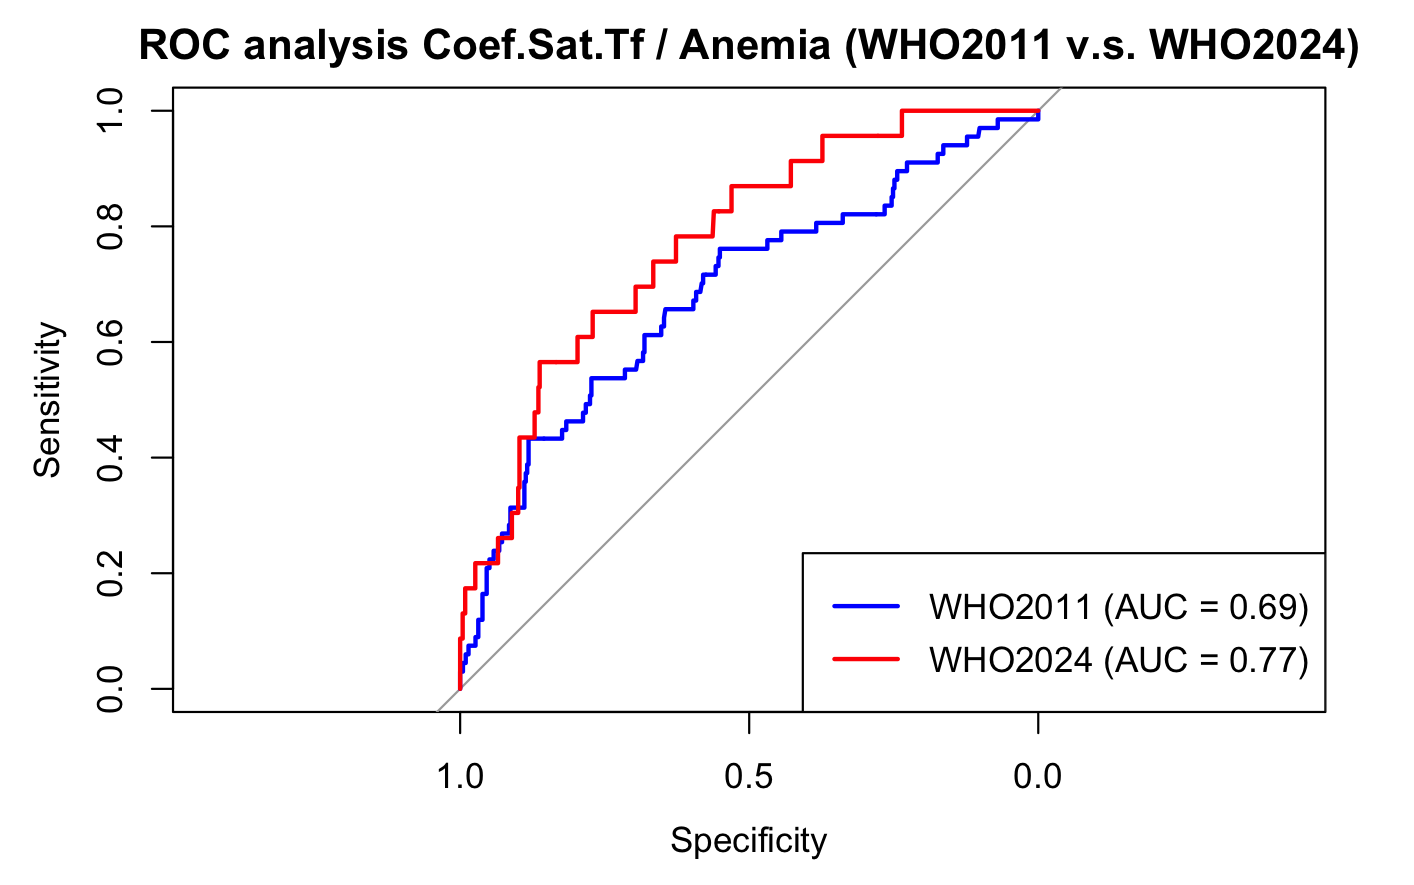 ROC analysis Coef.Sat.Tf / Anemia (WHO2011 v.s. WHO2024)
1.0
0.8
0.6
0.4
0.2
0.0
Sensitivity
WHO2011 (AUC = 0.69)
WHO2024 (AUC = 0.77)
1.0 0.5 0.0
Specificity